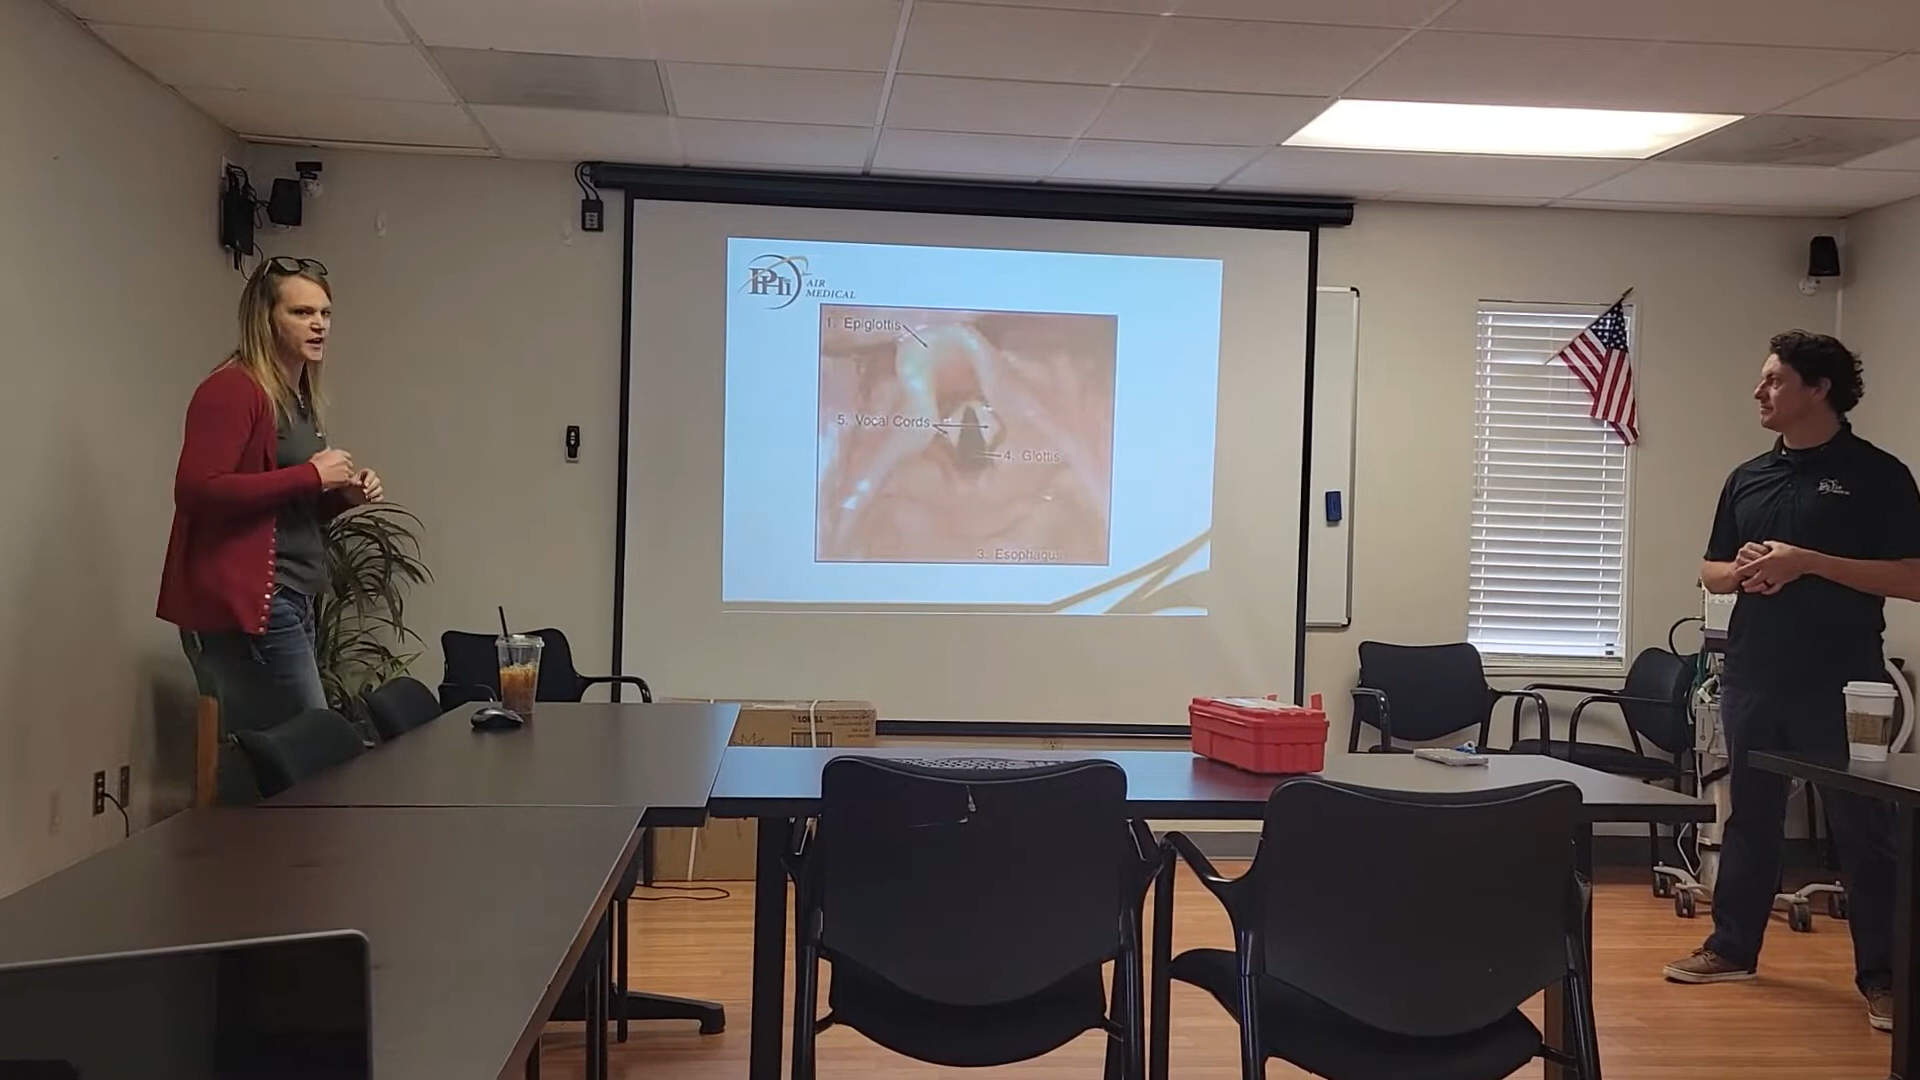 PHI
AIR
MEDICAL
1. Epiglottis
5. Vocal Cords
4. Glottis
3. Esophagus